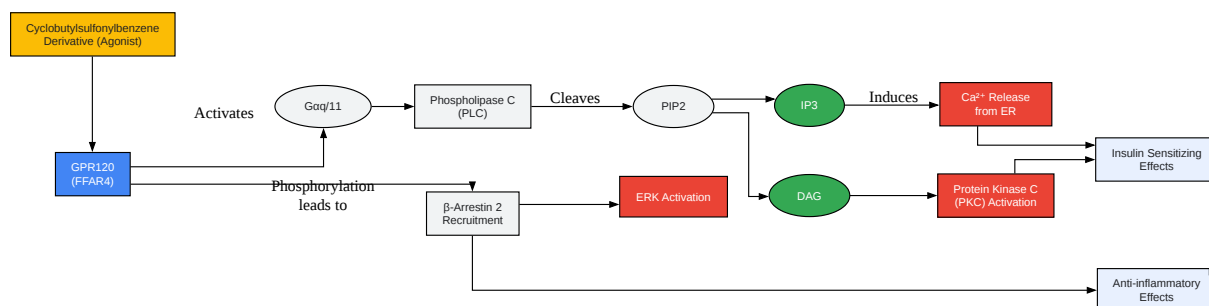 Cyclobutylsulfonylbenzene
Derivative (Agonist)
Activates
Gαq/11
Phospholipase C
(PLC)
Cleaves
PIP2
IP3
Induces
Ca²⁺ Release
from ER
Insulin Sensitizing
Effects
GPR120
(FFAR4)
Phosphorylation
leads to
β-Arrestin 2
Recruitment
ERK Activation
DAG
Protein Kinase C
(PKC) Activation
Anti-inflammatory
Effects